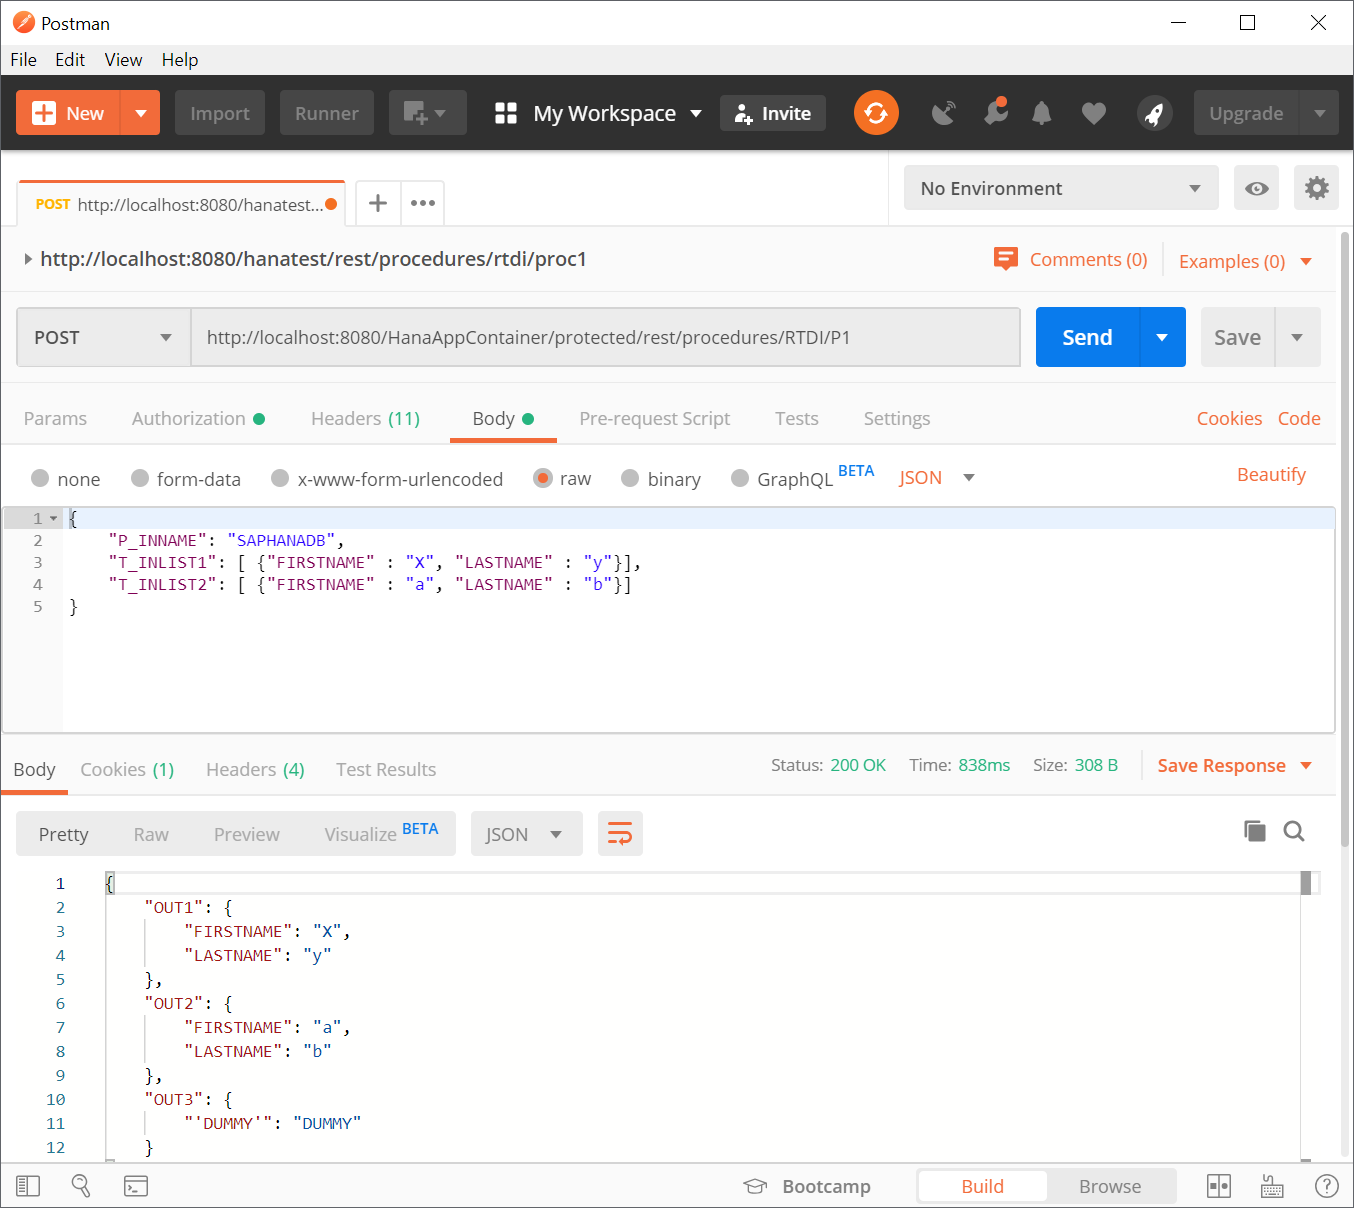 Postman
File Edit View Help
New Import Runner My Workspace Invite Upgrade
POST http://localhost:8080/hanatest... No Environment
http://localhost:8080/hanatest/rest/procedures/rtdi/proc1 Comments (0) Examples (0)
POST http://localhost:8080/HanaAppContainer/protected/rest/procedures/RTDI/P1 Send Save
Params Authorization Headers (11) Body Pre-request Script Tests Settings Cookies Code
none form-data x-www-form-urlencoded raw binary GraphQL BETA JSON Beautify
1 {
2 "P_INNAME": "SAPHANADB",
3 "T_INLIST1": [ {"FIRSTNAME" : "X", "LASTNAME" : "y"}],
4 "T_INLIST2": [ {"FIRSTNAME" : "a", "LASTNAME" : "b"}]
5 }
Body Cookies (1) Headers (4) Test Results Status: 200 OK Time: 838ms Size: 308 B Save Response
Pretty Raw Preview Visualize BETA JSON
1 {
2 "OUT1": {
3 "FIRSTNAME": "X",
4 "LASTNAME": "y"
5 },
6 "OUT2": {
7 "FIRSTNAME": "a",
8 "LASTNAME": "b"
9 },
10 "OUT3": {
11 "'DUMMY'": "DUMMY"
12 }
Bootcamp Build Browse